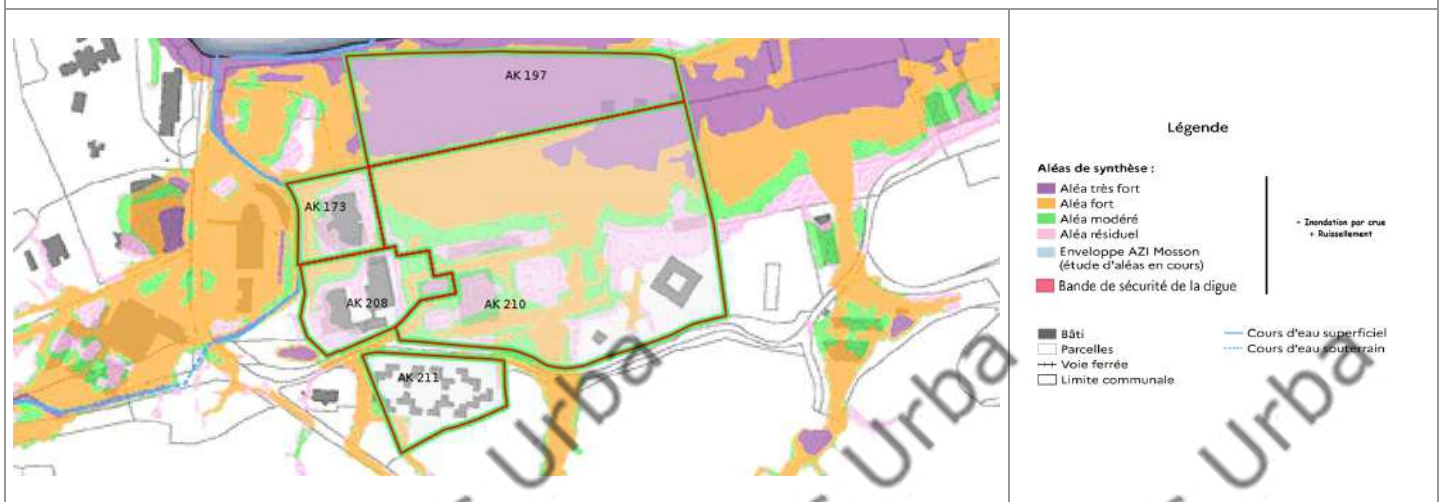 AK 197
AK 173
AK 208
AK 210
AK 211
Légende
Aléas de synthèse :
Aléa très fort
Aléa fort
Aléa modéré
Aléa résiduel
Enveloppe AZI Mosson
(étude d'aléas en cours)
Bande de sécurité de la digue
- Inondation par crue
+ Ruissellement
Bâti
Parcelles
Voie ferrée
Limite communale
Cours d'eau superficiel
Cours d'eau souterrain
Urba
Urba
Urba